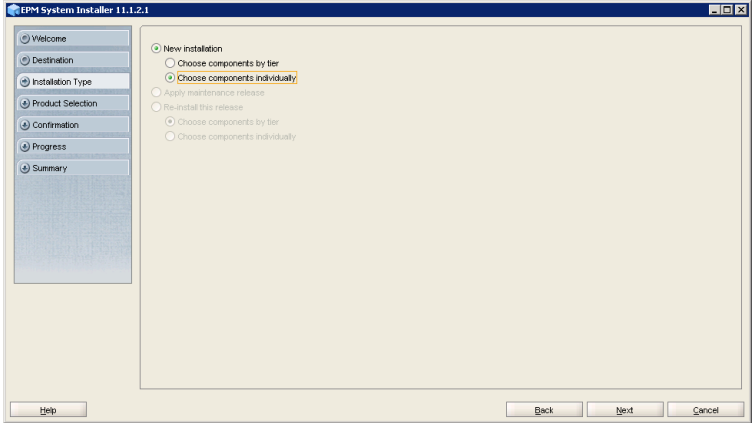 EPM System Installer 11.1.2.1
Welcome
Destination
Installation Type
Product Selection
Confirmation
Progress
Summary
New installation
Choose components by tier
Choose components individually
Apply maintenance release
Re-install this release
Choose components by tier
Choose components individually
Help
Back
Next
Cancel